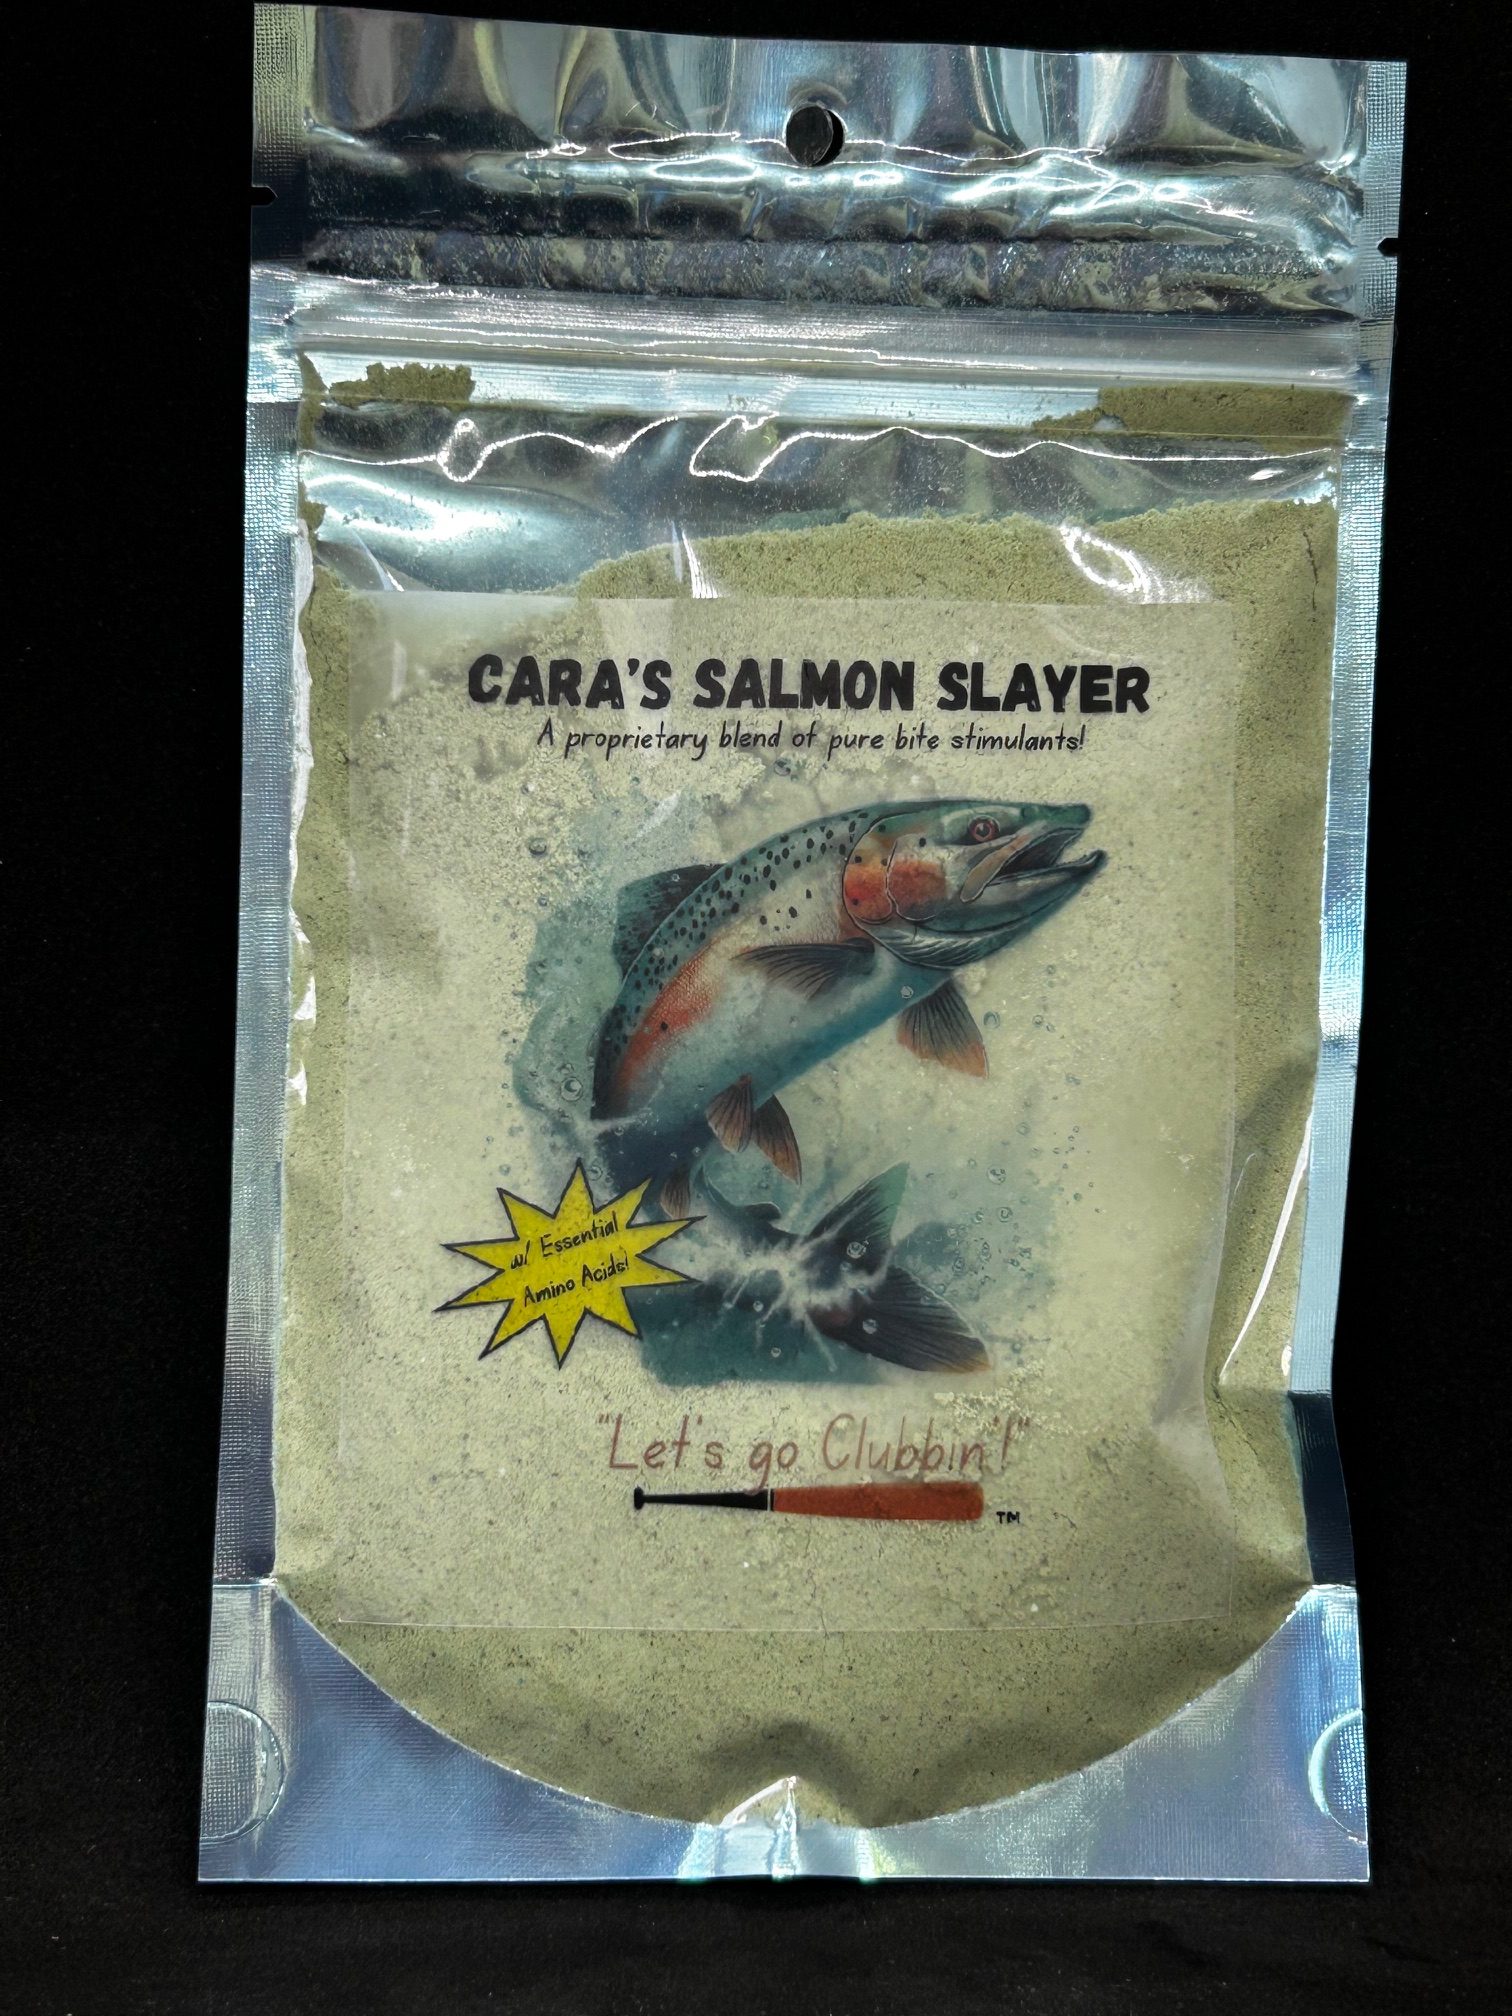 CARA'S SALMON SLAYER
A proprietary blend of pure bite stimulants!
w/ Essential
Amino Acids!
"Let's go Clubbin'!"
TM